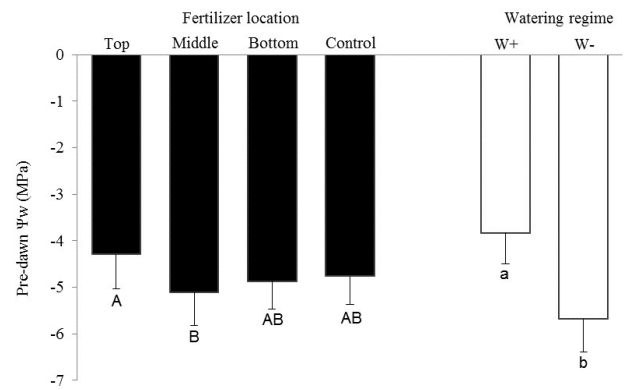 Fertilizer location
Watering regime
Top Middle Bottom Control W+ W-
0
-1
-2
-3
-4
-5
-6
-7
Pre-dawn Ψw (MPa)
A
B
AB
AB
a
b